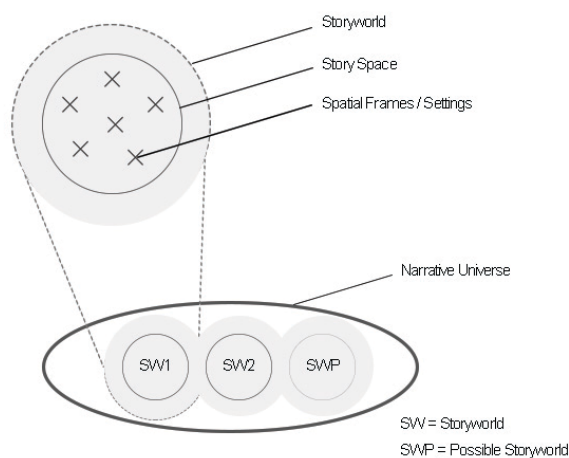 Storyworld
Story Space
Spatial Frames / Settings
Narrative Universe
SW1 SW2 SWP
SW = Storyworld
SWP = Possible Storyworld